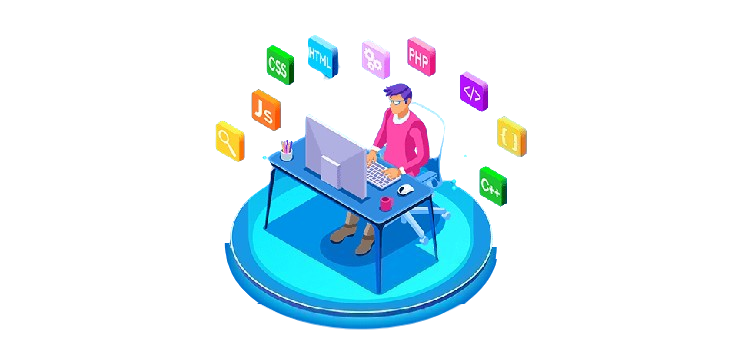 HTML
PHP
CSS
JS
</>
{ }
C++